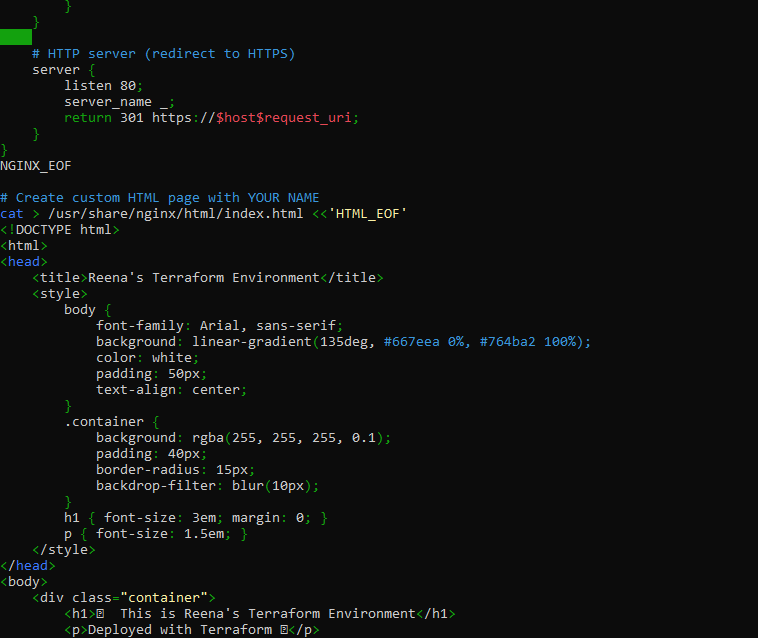 }
    }

    # HTTP server (redirect to HTTPS)
    server {
        listen 80;
        server_name _;
        return 301 https://$host$request_uri;
    }
}
NGINX_EOF

# Create custom HTML page with YOUR NAME
cat > /usr/share/nginx/html/index.html <<'HTML_EOF'
<!DOCTYPE html>
<html>
<head>
    <title>Reena's Terraform Environment</title>
    <style>
        body {
            font-family: Arial, sans-serif;
            background: linear-gradient(135deg, #667eea 0%, #764ba2 100%);
            color: white;
            padding: 50px;
            text-align: center;
        }
        .container {
            background: rgba(255, 255, 255, 0.1);
            padding: 40px;
            border-radius: 15px;
            backdrop-filter: blur(10px);
        }
        h1 { font-size: 3em; margin: 0; }
        p { font-size: 1.5em; }
    </style>
</head>
<body>
    <div class="container">
        <h1>  This is Reena's Terraform Environment</h1>
        <p>Deployed with Terraform </p>